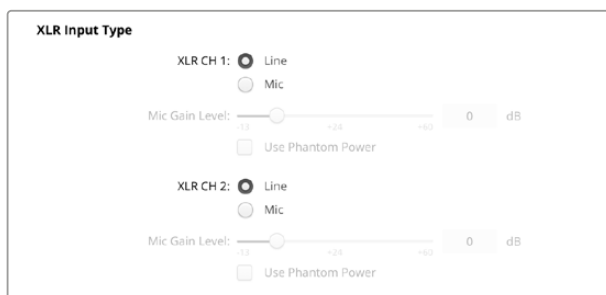 XLR Input Type
XLR CH 1: Line
Mic
Mic Gain Level: 0 dB
-13 +24 +60
Use Phantom Power
XLR CH 2: Line
Mic
Mic Gain Level: 0 dB
-13 +24 +60
Use Phantom Power